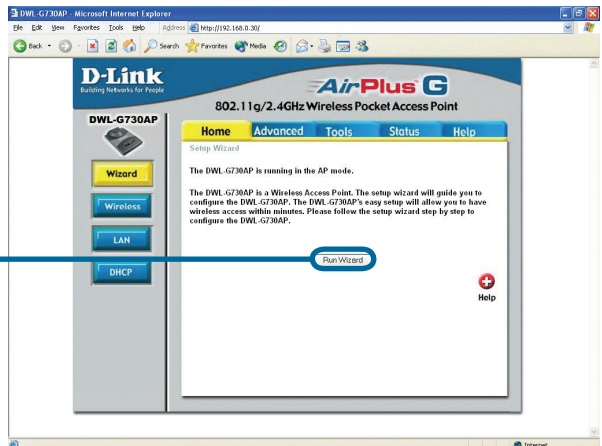 DWL-G730AP - Microsoft Internet Explorer
File Edit View Favorites Tools Help Address http://192.168.0.30/
Back Search Favorites Media
D-Link
Building Networks for People
AirPlus G
802.11g/2.4GHz Wireless Pocket Access Point
DWL-G730AP
Home Advanced Tools Status Help
Setup Wizard
The DWL-G730AP is running in the AP mode.
Wizard
The DWL-G730AP is a Wireless Access Point. The setup wizard will guide you to
configure the DWL-G730AP. The DWL-G730AP's easy setup will allow you to have
wireless access within minutes. Please follow the setup wizard step by step to
configure the DWL-G730AP.
Wireless
LAN
Run Wizard
DHCP
Help
Internet